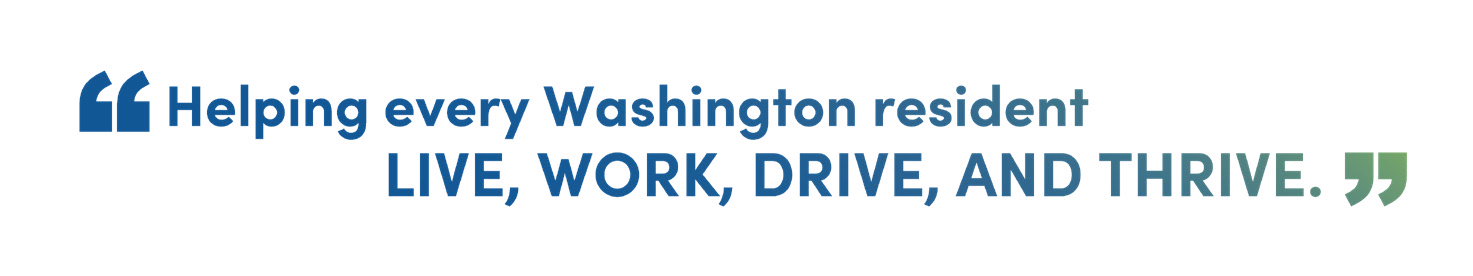 “Helping every Washington resident
LIVE, WORK, DRIVE, AND THRIVE.”